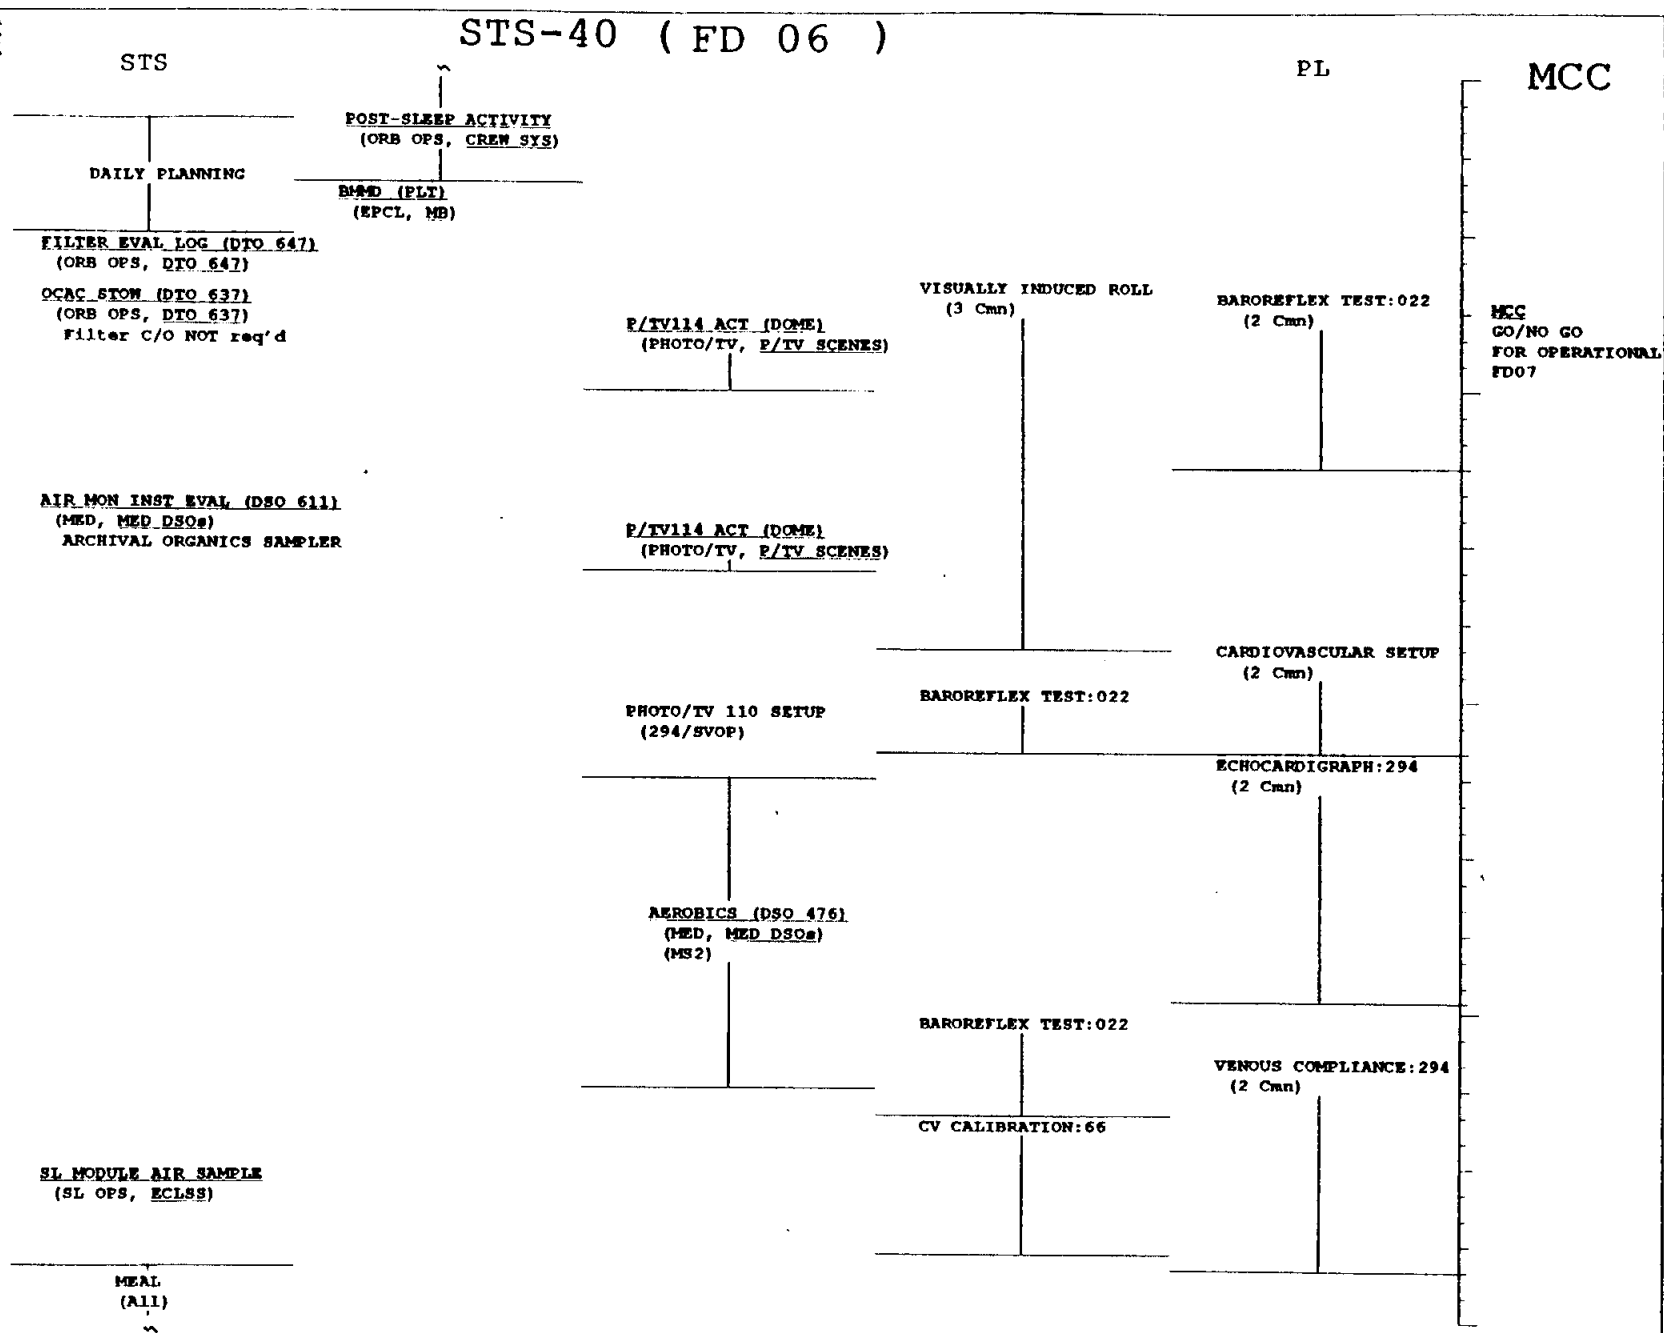 STS-40 ( FD 06 )
STS
PL
MCC
DAILY PLANNING
FILTER EVAL LOG (DTO 647)
(ORB OPS, DTO 647)
OCAC STOW (DTO 637)
(ORB OPS, DTO 637)
Filter C/O NOT req'd
AIR MON INST EVAL (DSO 611)
(MED, MED DSOs)
ARCHIVAL ORGANICS SAMPLER
SL MODULE AIR SAMPLE
(SL OPS, ECLSS)
MEAL
(All)
POST-SLEEP ACTIVITY
(ORB OPS, CREW SYS)
BMMD (PLT)
(EPCL, MB)
P/TV114 ACT (DOME)
(PHOTO/TV, P/TV SCENES)
P/TV114 ACT (DOME)
(PHOTO/TV, P/TV SCENES)
PHOTO/TV 110 SETUP
(294/SVOP)
AEROBICS (DSO 476)
(MED, MED DSOs)
(MS2)
VISUALLY INDUCED ROLL
(3 Cmn)
BAROREFLEX TEST:022
BAROREFLEX TEST:022
CV CALIBRATION:66
BAROREFLEX TEST:022
(2 Cmn)
CARDIOVASCULAR SETUP
(2 Cmn)
ECHOCARDIGRAPH:294
(2 Cmn)
VENOUS COMPLIANCE:294
(2 Cmn)
MCC
GO/NO GO
FOR OPERATIONAL
FD07